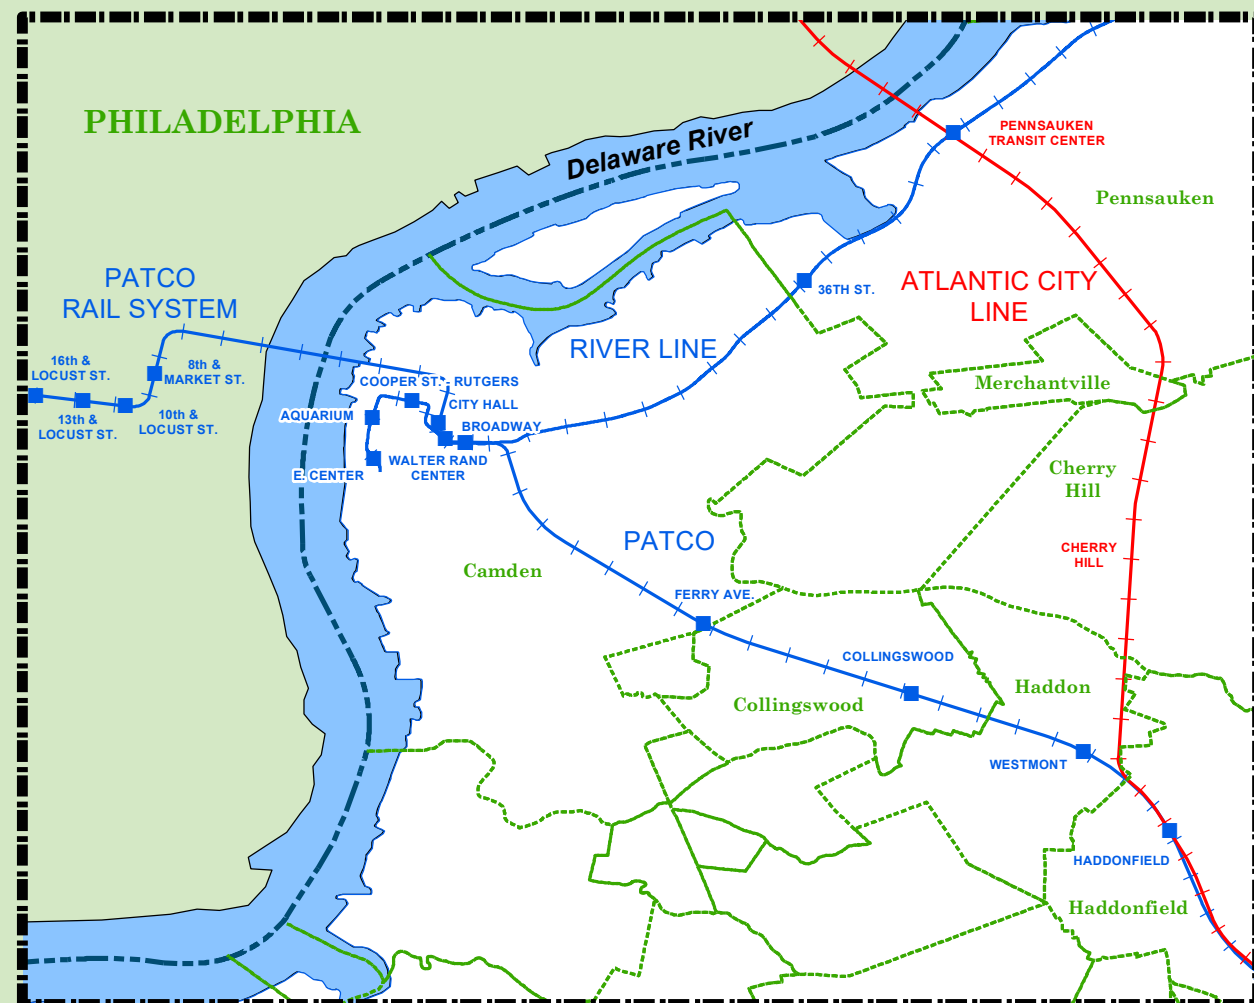 PHILADELPHIA
Delaware River
PENNSAUKEN
TRANSIT CENTER
Pennsauken
PATCO
RAIL SYSTEM
36TH ST.
ATLANTIC CITY
LINE
RIVER LINE
16th &
LOCUST ST.
8th &
MARKET ST.
13th &
LOCUST ST.
10th &
LOCUST ST.
COOPER ST. - RUTGERS
CITY HALL
AQUARIUM
BROADWAY
E. CENTER
WALTER RAND
CENTER
Merchantville
Cherry
Hill
PATCO
CHERRY
HILL
Camden
FERRY AVE.
COLLINGSWOOD
Haddon
Collingswood
WESTMONT
HADDONFIELD
Haddonfield